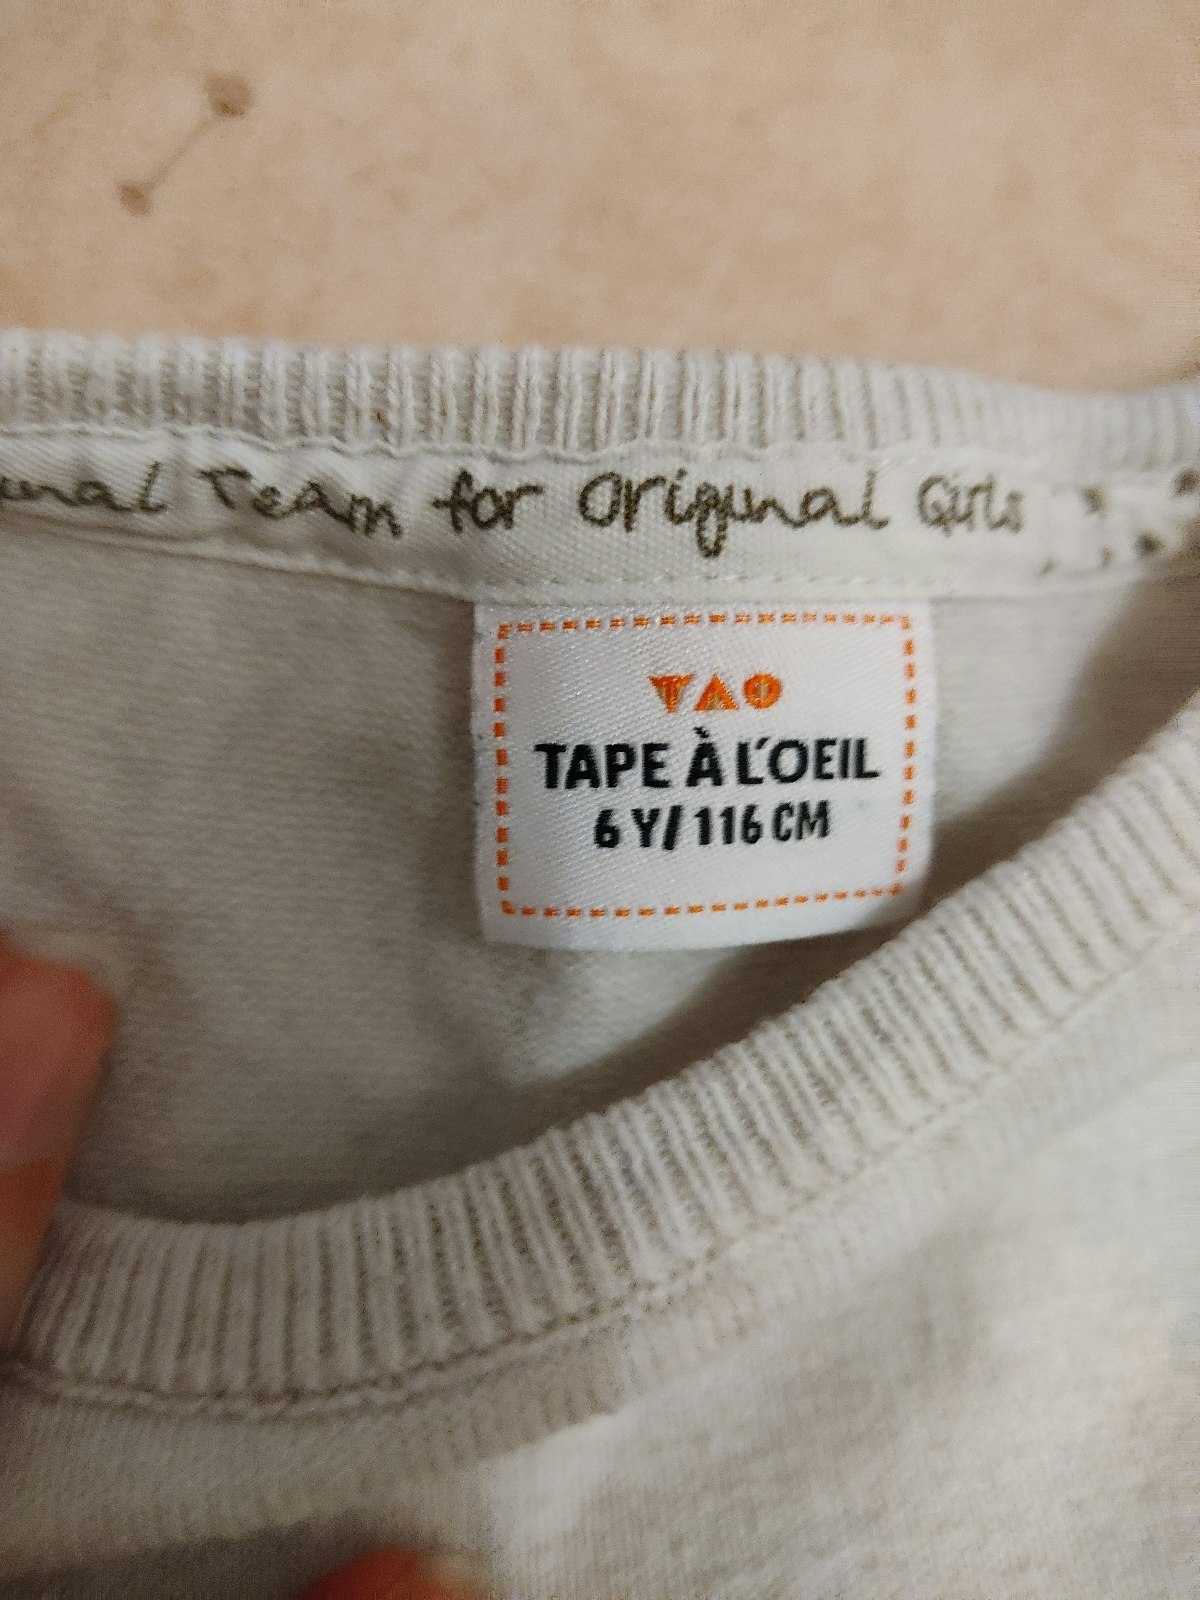 Team for Original Girls
TAO
TAPE À L'OEIL
6 Y/ 116 CM